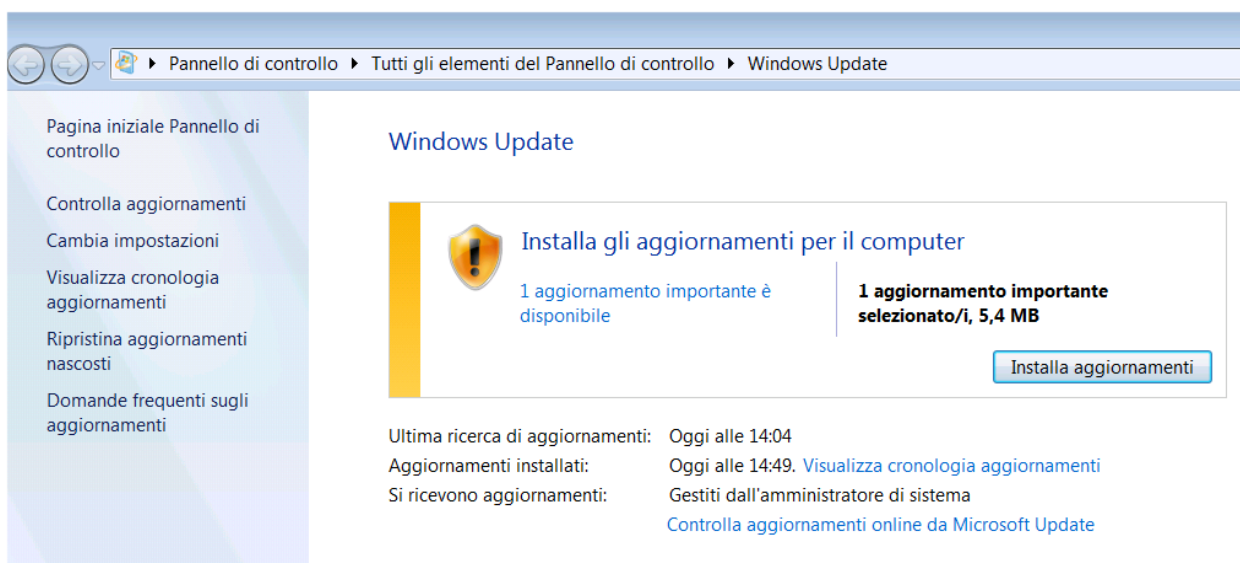 Pannello di controllo ▸ Tutti gli elementi del Pannello di controllo ▸ Windows Update
Pagina iniziale Pannello di
controllo
Controlla aggiornamenti
Cambia impostazioni
Visualizza cronologia
aggiornamenti
Ripristina aggiornamenti
nascosti
Domande frequenti sugli
aggiornamenti
Windows Update
Installa gli aggiornamenti per il computer
1 aggiornamento importante è
disponibile
1 aggiornamento importante
selezionato/i, 5,4 MB
Installa aggiornamenti
Ultima ricerca di aggiornamenti: Oggi alle 14:04
Aggiornamenti installati: Oggi alle 14:49. Visualizza cronologia aggiornamenti
Si ricevono aggiornamenti: Gestiti dall'amministratore di sistema
Controlla aggiornamenti online da Microsoft Update